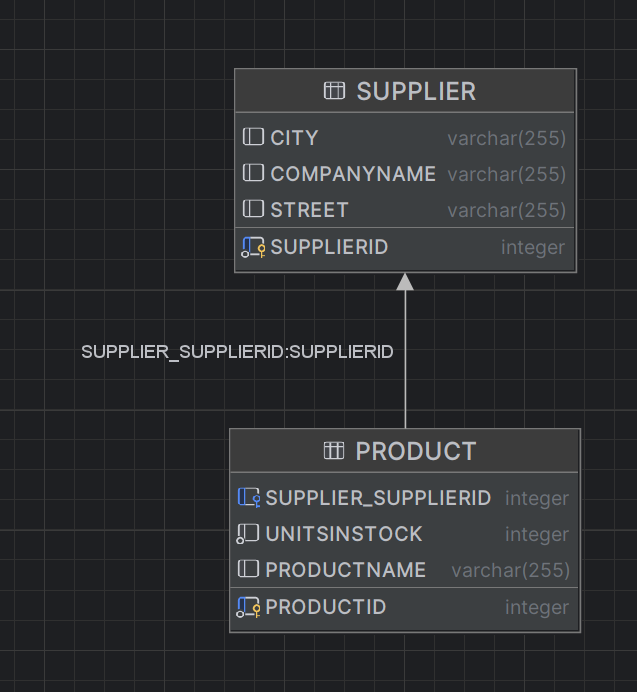 SUPPLIER
CITY varchar(255)
COMPANYNAME varchar(255)
STREET varchar(255)
SUPPLIERID integer
SUPPLIER_SUPPLIERID:SUPPLIERID
PRODUCT
SUPPLIER_SUPPLIERID integer
UNITSINSTOCK integer
PRODUCTNAME varchar(255)
PRODUCTID integer